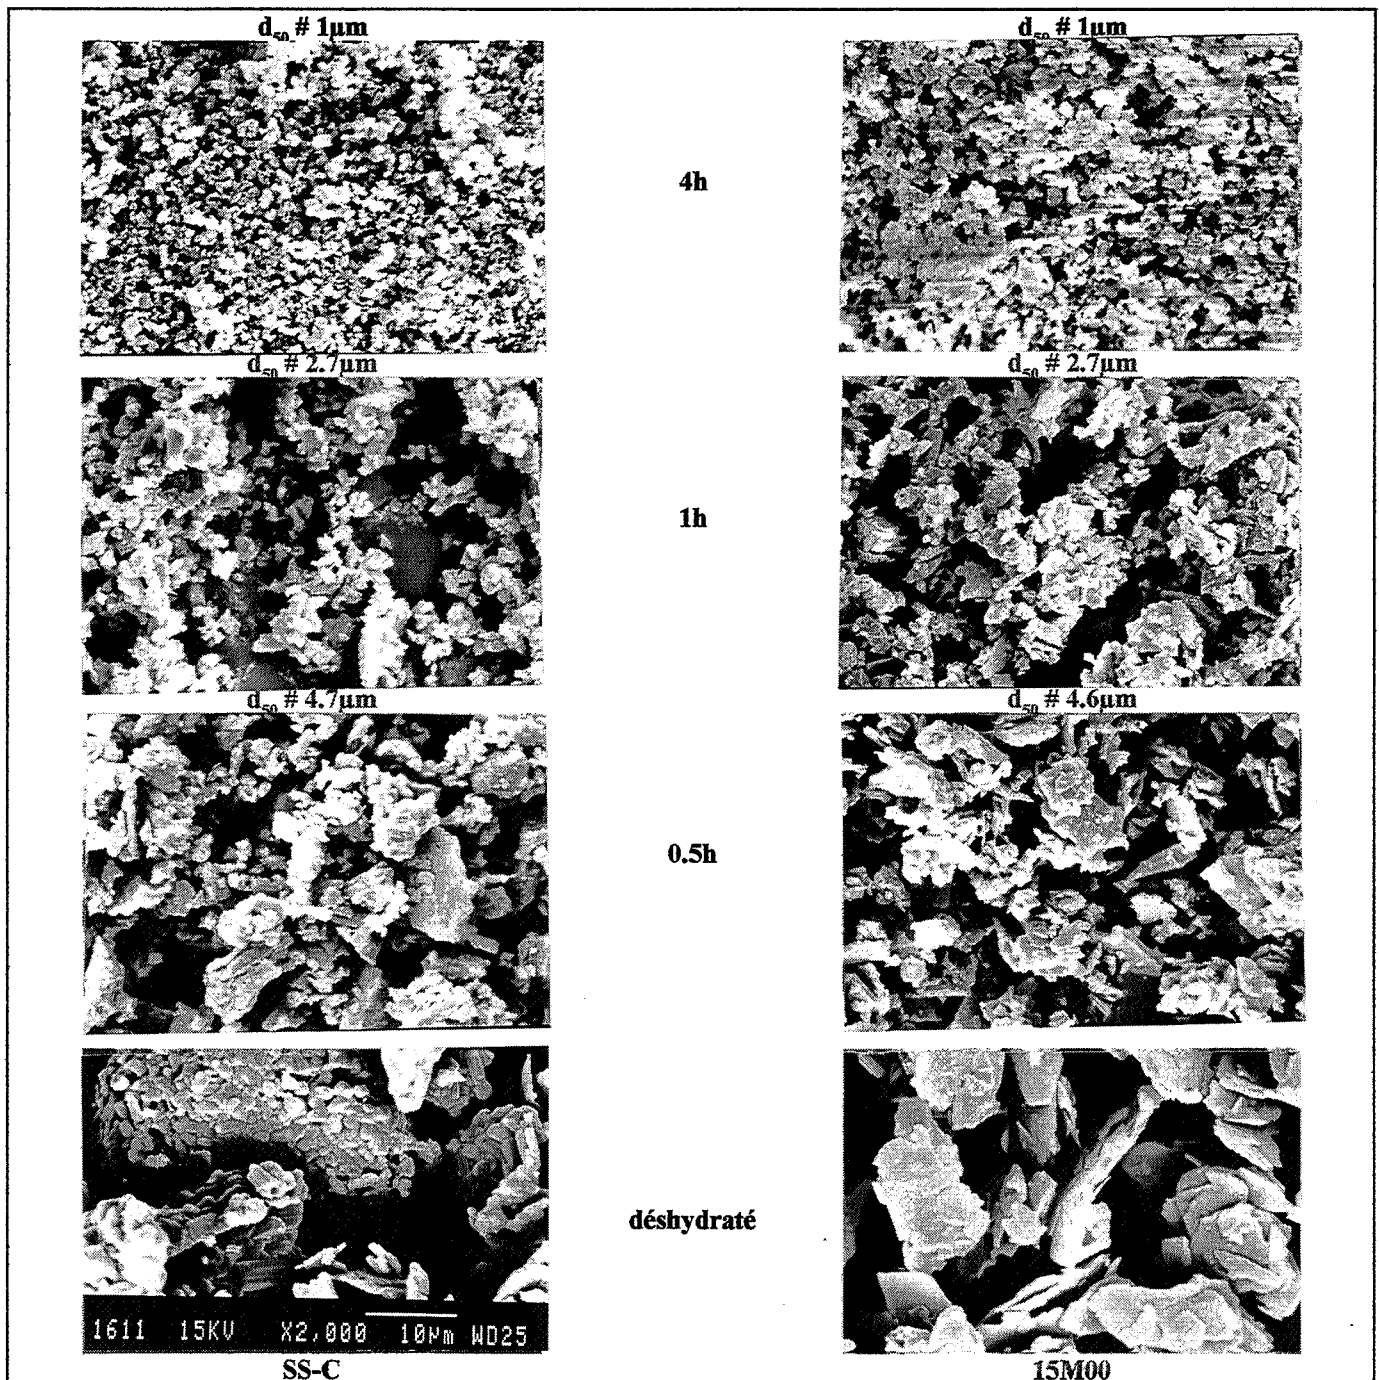 d₅₀ # 1µm
d₅₀ # 1µm
4h
d₅₀ # 2.7µm
d₅₀ # 2.7µm
1h
d₅₀ # 4.7µm
d₅₀ # 4.6µm
0.5h
déshydraté
1611 15KV X2,000 10µm WD25
SS-C
15M00